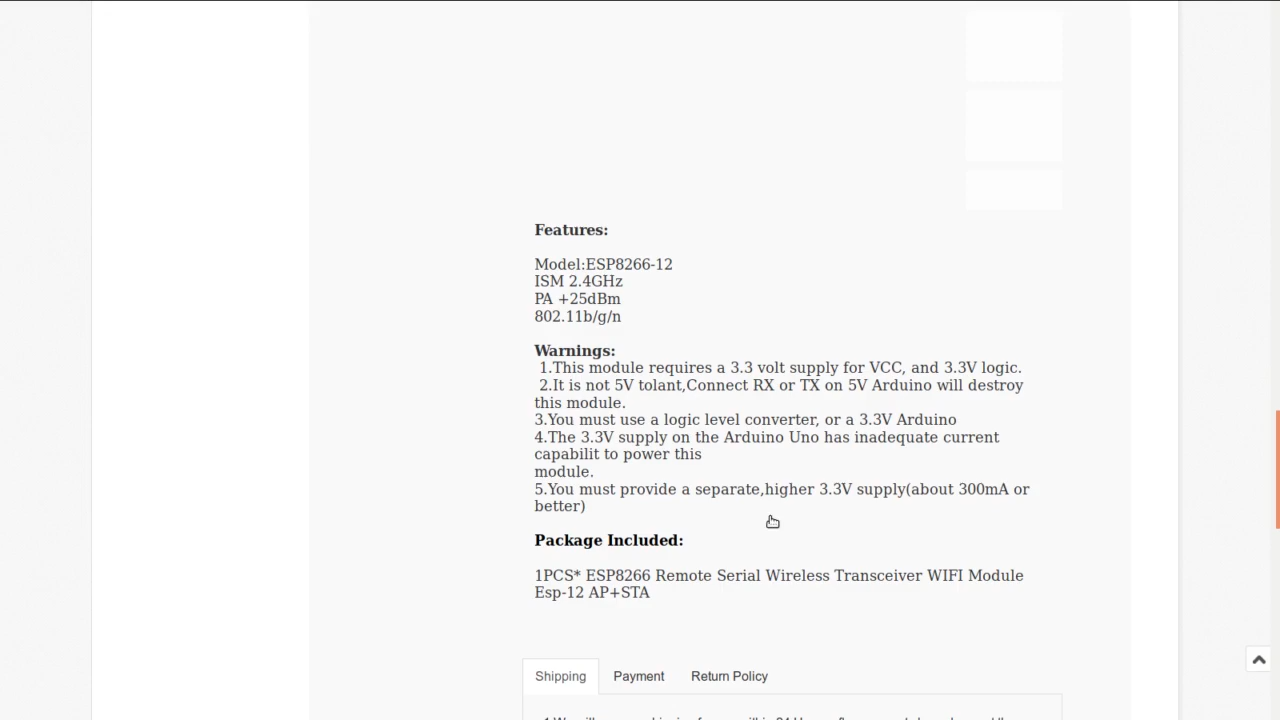 Features:
Model:ESP8266-12
ISM 2.4GHz
PA +25dBm
802.11b/g/n
Warnings:
1.This module requires a 3.3 volt supply for VCC, and 3.3V logic.
2.It is not 5V tolant,Connect RX or TX on 5V Arduino will destroy
this module.
3.You must use a logic level converter, or a 3.3V Arduino
4.The 3.3V supply on the Arduino Uno has inadequate current
capabilit to power this
module.
5.You must provide a separate,higher 3.3V supply(about 300mA or
better)
Package Included:
1PCS* ESP8266 Remote Serial Wireless Transceiver WIFI Module
Esp-12 AP+STA
Shipping Payment Return Policy